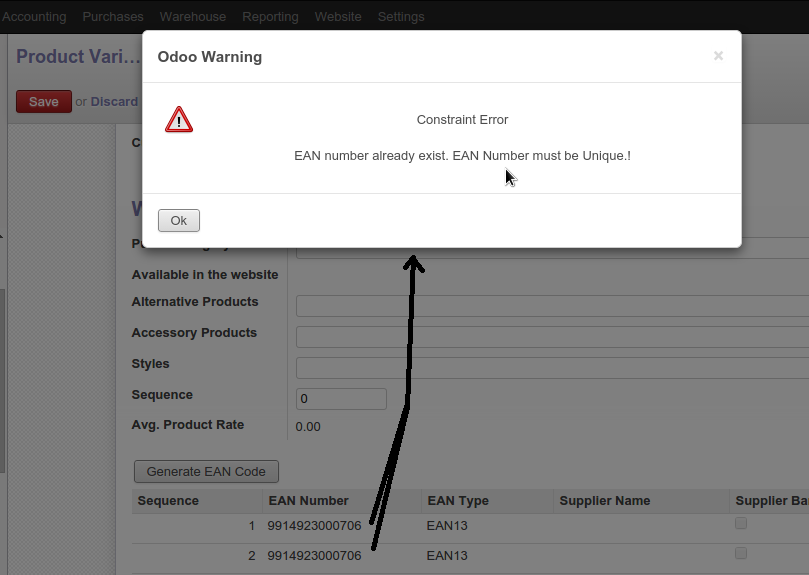 Accounting Purchases Warehouse Reporting Website Settings
Product Vari...
Odoo Warning ×
Save or Discard
Constraint Error
EAN number already exist. EAN Number must be Unique.!
Ok
Available in the website
Alternative Products
Accessory Products
Styles
Sequence 0
Avg. Product Rate 0.00
Generate EAN Code
Sequence EAN Number EAN Type Supplier Name Supplier Ba
1 9914923000706 EAN13
2 9914923000706 EAN13